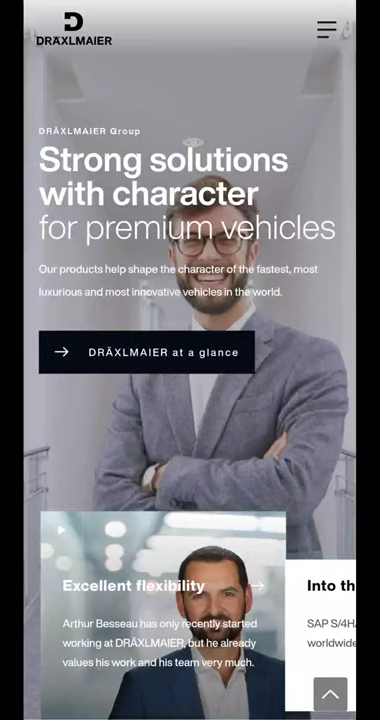 DRÄXLMAIER
DRÄXLMAIER Group
Strong solutions
with character
for premium vehicles
Our products help shape the character of the fastest, most
luxurious and most innovative vehicles in the world.
DRÄXLMAIER at a glance
Excellent flexibility
Arthur Besseau has only recently started
working at DRÄXLMAIER, but he already
values his work and his team very much.
Into th
SAP S/4H
worldwide